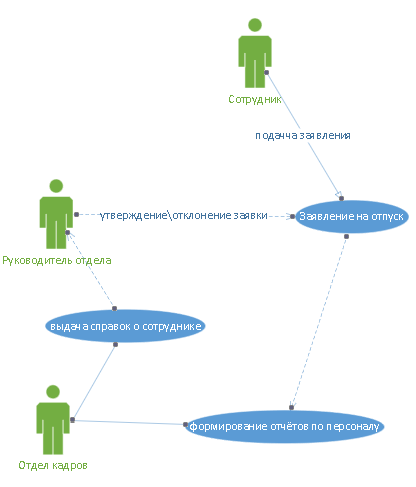 Сотрудник
подачча заявления
утверждение\отклонение заявки
Заявление на отпуск
Руководитель отдела
выдача справок о сотруднике
формирование отчётов по персоналу
Отдел кадров